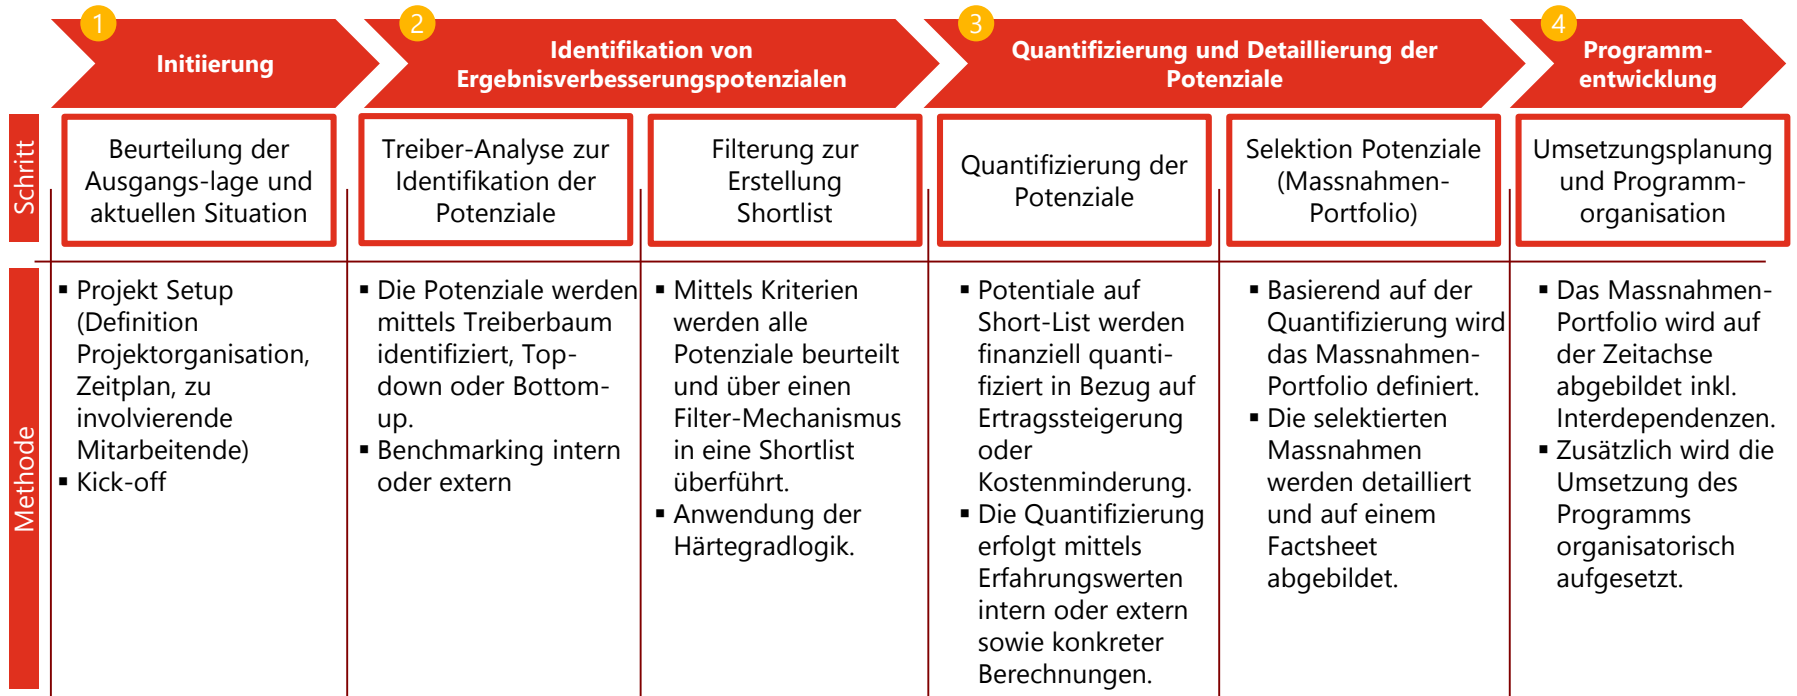 1
Initiierung
2
Identifikation von
Ergebnisverbesserungspotenzialen
3
Quantifizierung und Detaillierung der
Potenziale
4
Programm-
entwicklung
Schritt
Beurteilung der
Ausgangs-lage und
aktuellen Situation
Treiber-Analyse zur
Identifikation der
Potenziale
Filterung zur
Erstellung
Shortlist
Quantifizierung der
Potenziale
Selektion Potenziale
(Massnahmen-
Portfolio)
Umsetzungsplanung
und Programm-
organisation
Methode
▪ Projekt Setup
(Definition
Projektorganisation,
Zeitplan, zu
involvierende
Mitarbeitende)
▪ Kick-off
▪ Die Potenziale werden
mittels Treiberbaum
identifiziert, Top-
down oder Bottom-
up.
▪ Benchmarking intern
oder extern
▪ Mittels Kriterien
werden alle
Potenziale beurteilt
und über einen
Filter-Mechanismus
in eine Shortlist
überführt.
▪ Anwendung der
Härtegradlogik.
▪ Potentiale auf
Short-List werden
finanziell quanti-
fiziert in Bezug auf
Ertragssteigerung
oder
Kostenminderung.
▪ Die Quantifizierung
erfolgt mittels
Erfahrungswerten
intern oder extern
sowie konkreter
Berechnungen.
▪ Basierend auf der
Quantifizierung wird
das Massnahmen-
Portfolio definiert.
▪ Die selektierten
Massnahmen
werden detailliert
und auf einem
Factsheet
abgebildet.
▪ Das Massnahmen-
Portfolio wird auf
der Zeitachse
abgebildet inkl.
Interdependenzen.
▪ Zusätzlich wird die
Umsetzung des
Programms
organisatorisch
aufgesetzt.